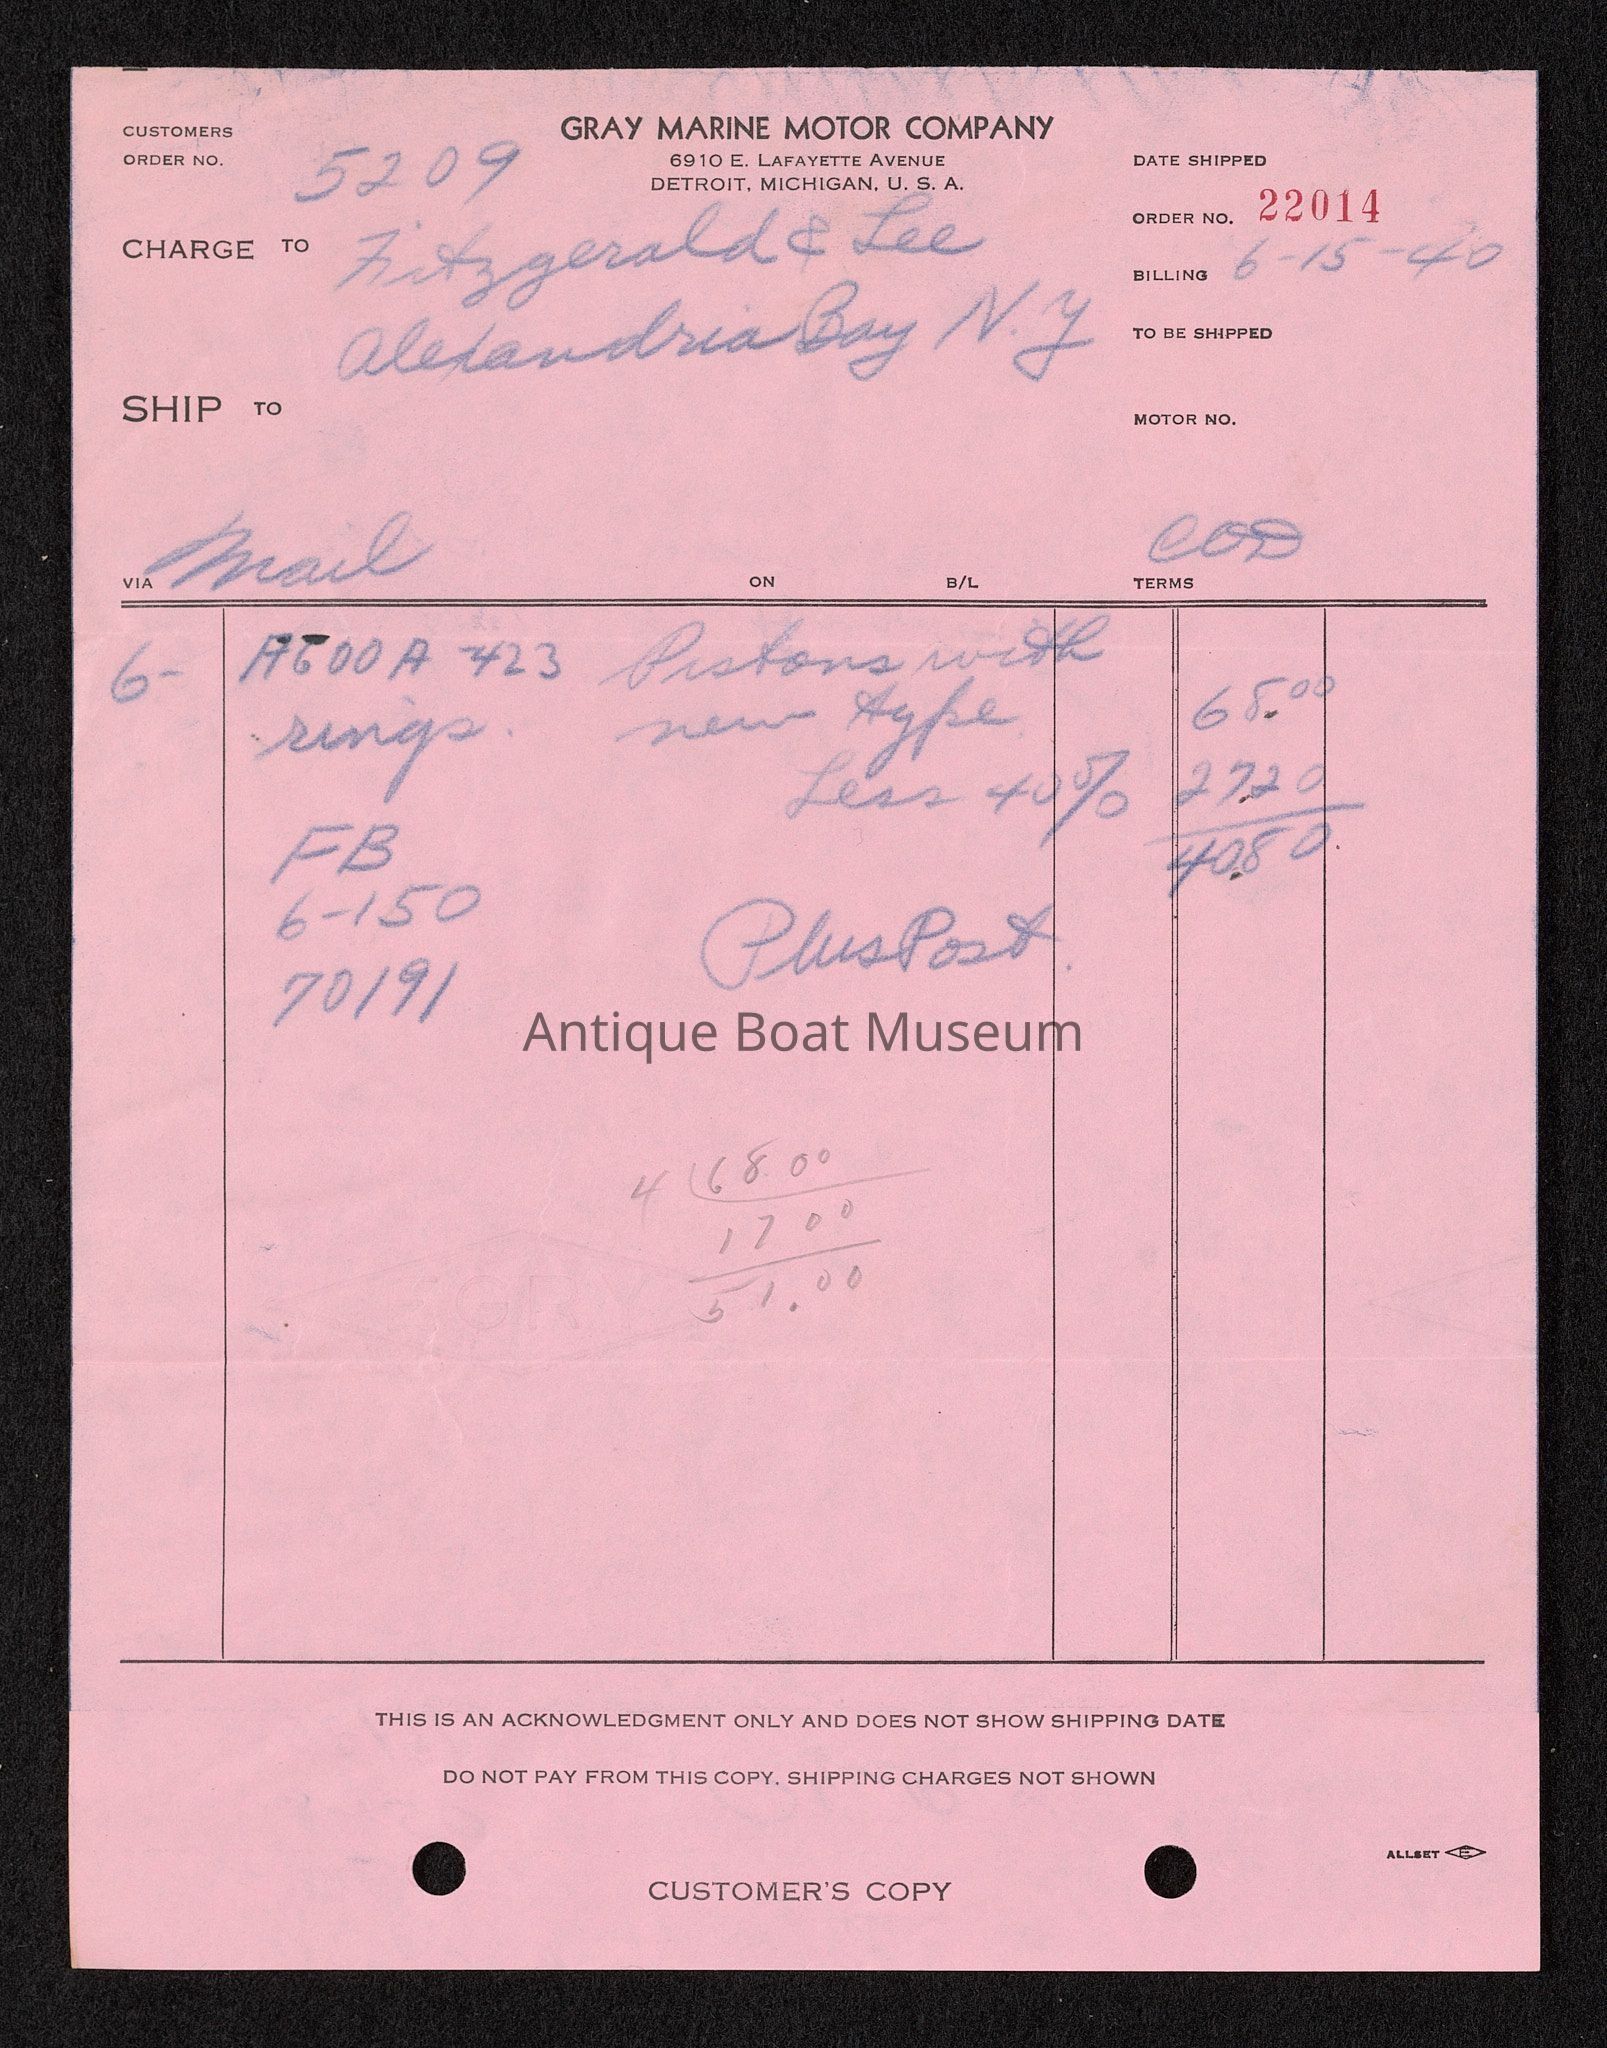 GRAY MARINE MOTOR COMPANY
6910 E. LAFAYETTE AVENUE
DETROIT, MICHIGAN, U. S. A.
CUSTOMERS
ORDER NO. 5209
DATE SHIPPED
ORDER NO. 22014
CHARGE TO Fitzgerald & Lee
Alexandria Bay N.Y
BILLING 6-15-40
TO BE SHIPPED
SHIP TO
MOTOR NO.
VIA Mail ON B/L TERMS COD
6- A600A-423 Pistons with
rings. new type 68.00
Less 40 5% 27.20
40.80
FB
6-150
70191
Plus Post.
Antique Boat Museum
4 68 00
17 00
51.00
THIS IS AN ACKNOWLEDGMENT ONLY AND DOES NOT SHOW SHIPPING DATE
DO NOT PAY FROM THIS COPY. SHIPPING CHARGES NOT SHOWN
ALLSET E
CUSTOMER'S COPY